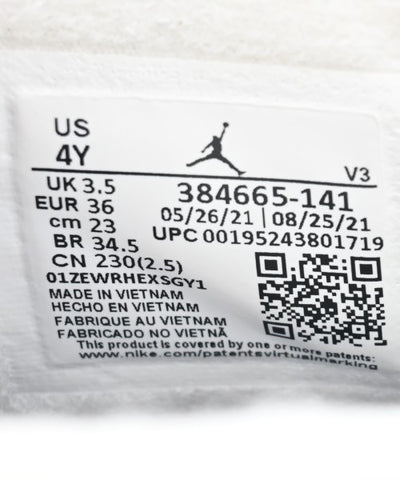 US
4Y
V3
UK 3.5
384665-141
EUR 36
05/26/21 | 08/25/21
cm 23
UPC 00195243801719
BR 34.5
CN 230(2.5)
01ZEWRHEXSGY1
MADE IN VIETNAM
HECHO EN VIETNAM
FABRIQUE AU VIETNAM
FABRICADO NO VIETNÃ
This product is covered by one or more patents:
www.nike.com/patentsvirtualmarking